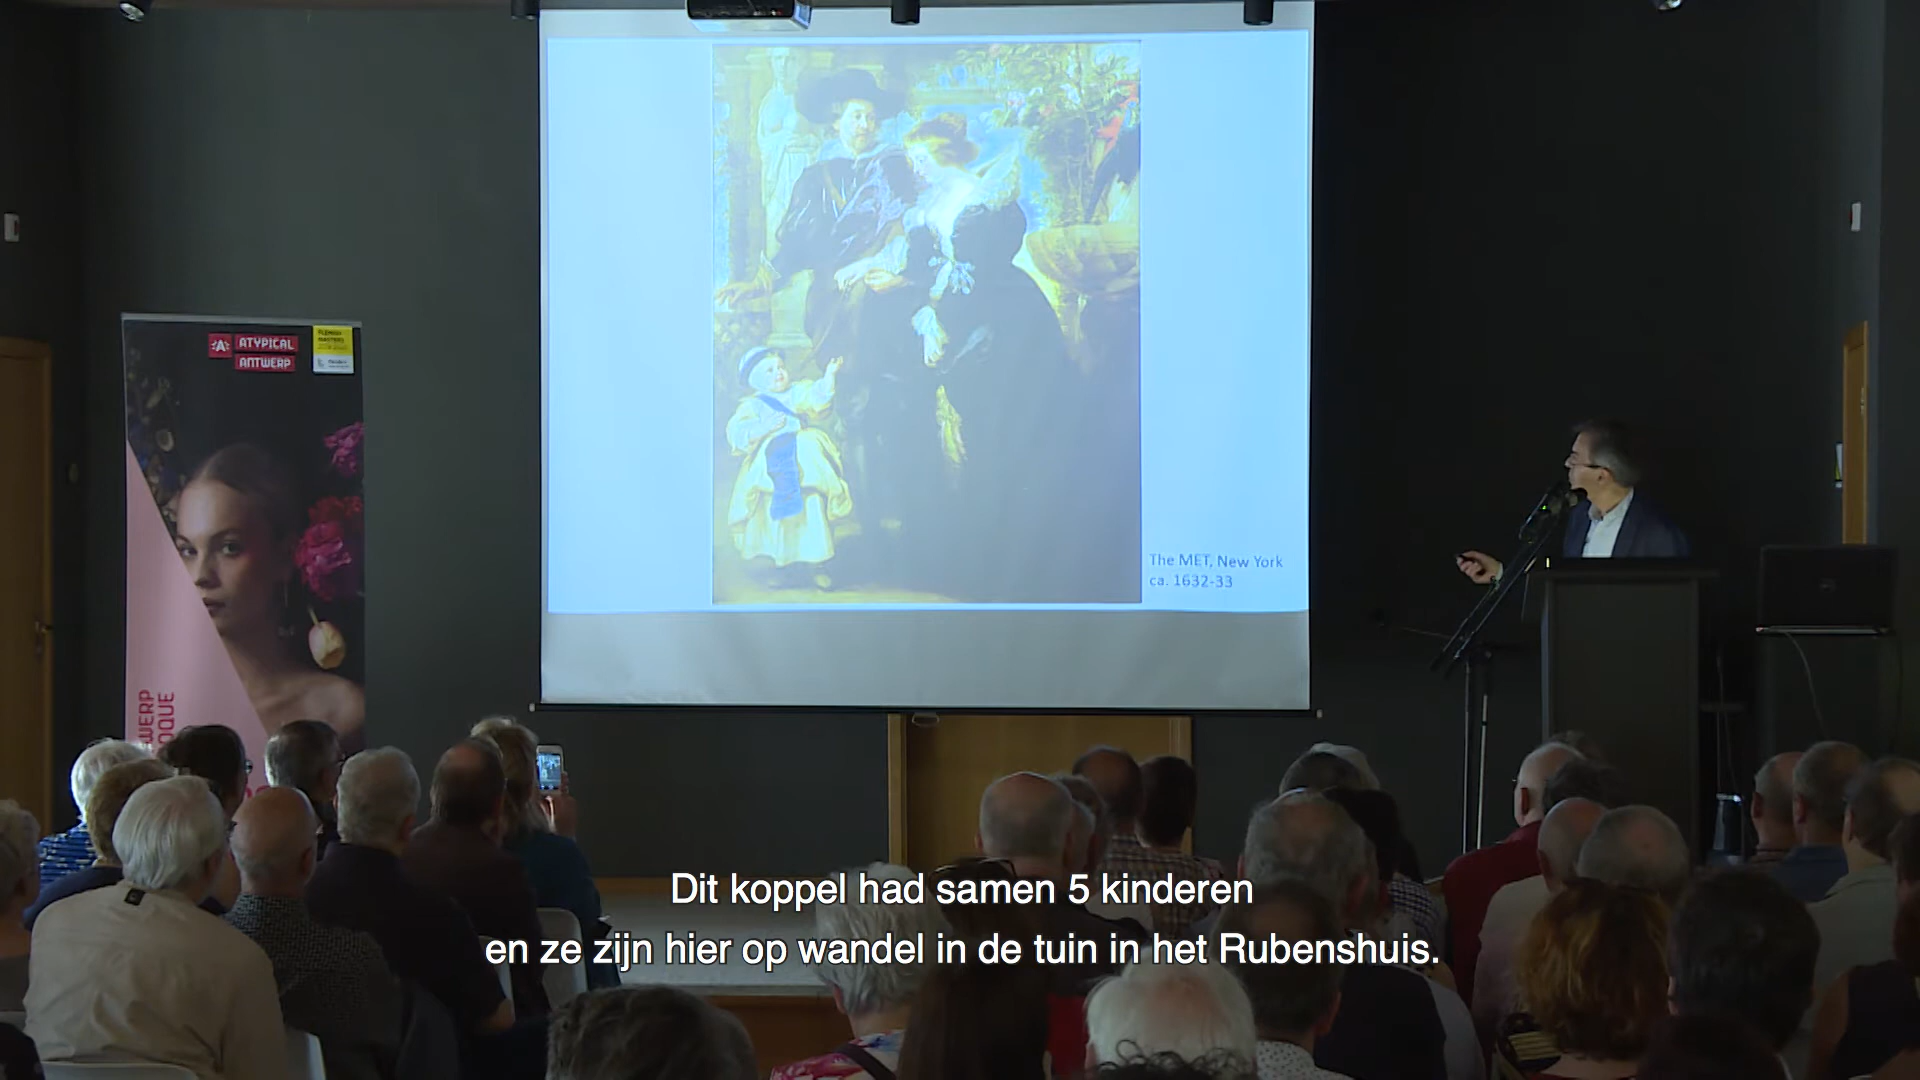 ATYPICAL
ANTWERP
FLEMISH
MASTERS
The MET, New York
ca. 1632-33
Dit koppel had samen 5 kinderen
en ze zijn hier op wandel in de tuin in het Rubenshuis.